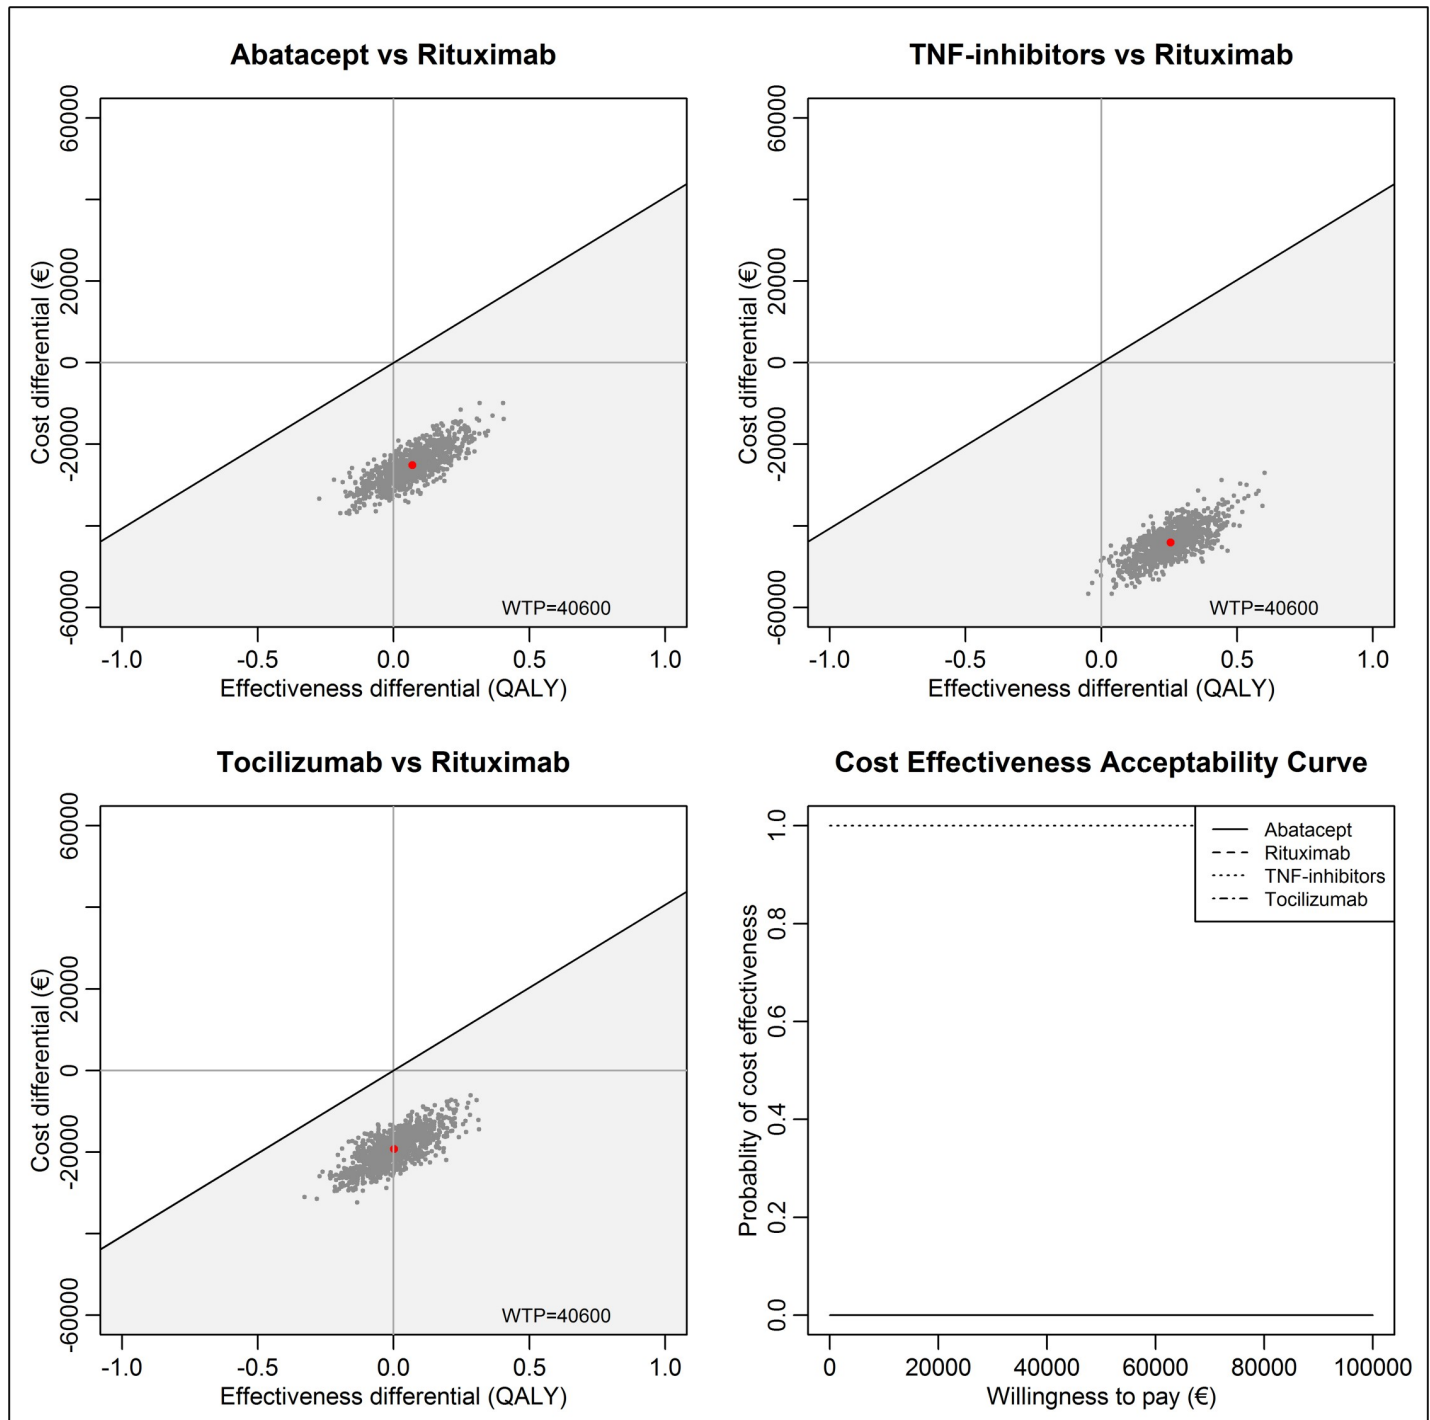 Abatacept vs Rituximab
60000
20000
0
-20000
-60000
Cost differential (€)
WTP=40600
-1.0 -0.5 0.0 0.5 1.0
Effectiveness differential (QALY)
TNF-inhibitors vs Rituximab
60000
20000
0
-20000
-60000
Cost differential (€)
WTP=40600
-1.0 -0.5 0.0 0.5 1.0
Effectiveness differential (QALY)
Tocilizumab vs Rituximab
60000
20000
0
-20000
-60000
Cost differential (€)
WTP=40600
-1.0 -0.5 0.0 0.5 1.0
Effectiveness differential (QALY)
Cost Effectiveness Acceptability Curve
1.0
0.8
0.6
0.4
0.2
0.0
Probablity of cost effectiveness
Abatacept
Rituximab
TNF-inhibitors
Tocilizumab
0 20000 40000 60000 80000 100000
Willingness to pay (€)